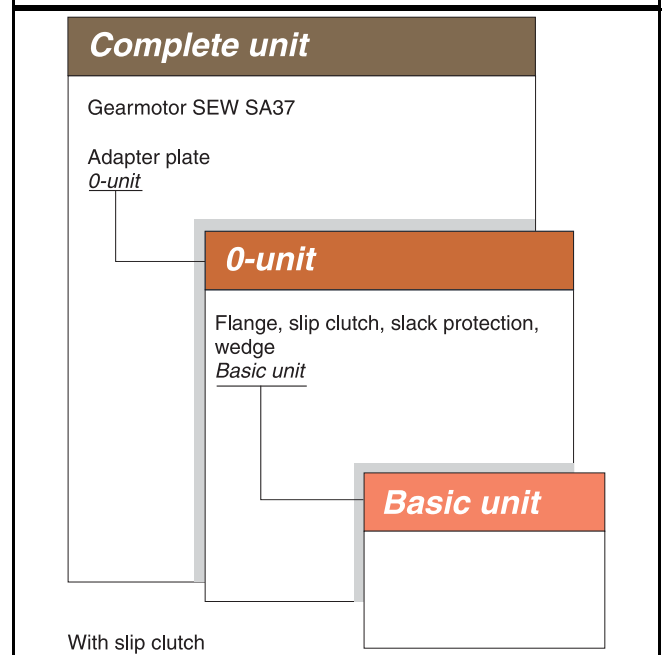 Complete unit
Gearmotor SEW SA37
Adapter plate
0-unit
0-unit
Flange, slip clutch, slack protection,
wedge
Basic unit
Basic unit
With slip clutch